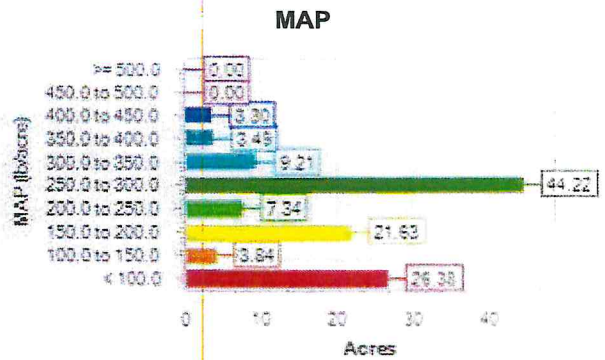 MAP
MAP (lb/acre)
>= 500.0 0.00
450.0 to 500.0 0.00
400.0 to 450.0 3.30
350.0 to 400.0 3.45
300.0 to 350.0 9.21
250.0 to 300.0 44.22
200.0 to 250.0 7.34
150.0 to 200.0 21.63
100.0 to 150.0 3.84
< 100.0 26.38
0 10 20 30 40
Acres